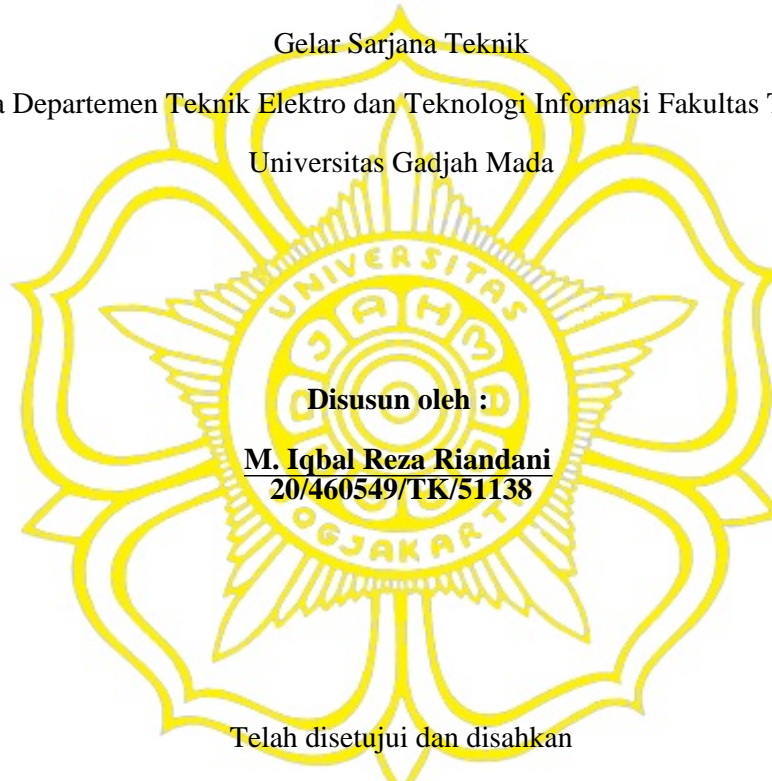 Gelar Sarjana Teknik
Departemen Teknik Elektro dan Teknologi Informasi Fakultas
Universitas Gadjah Mada
UNIVERSITAS
Disusun oleh :
M. Iqbal Reza Riandani
20/460549/TK/51138
Telah disetujui dan disahkan